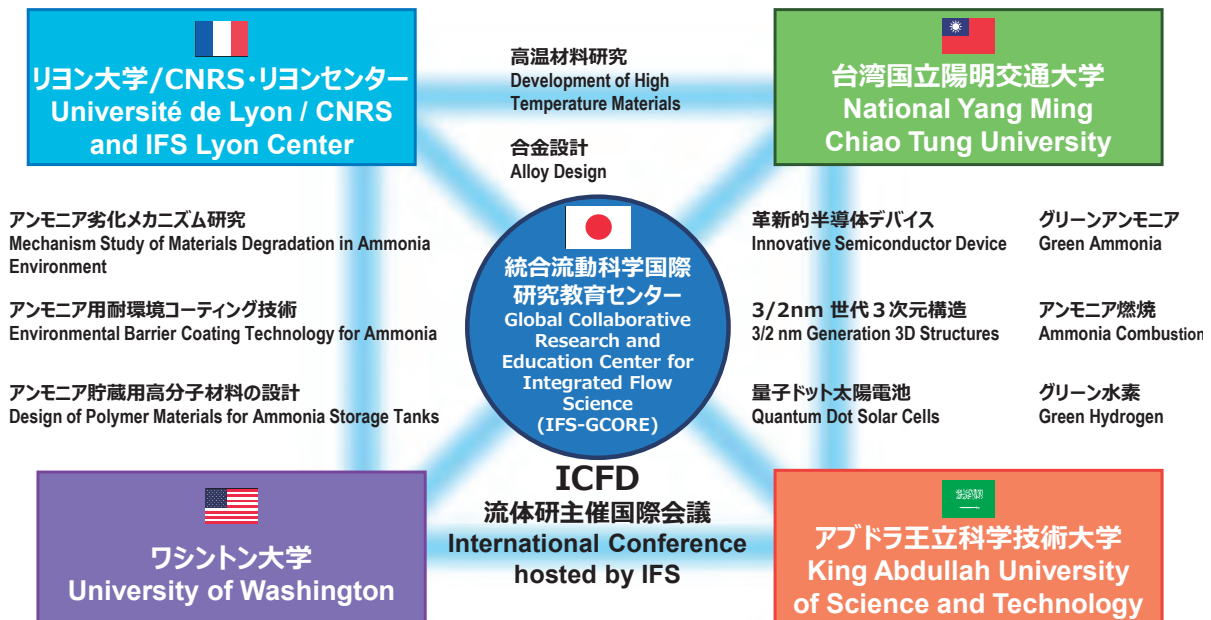 リヨン大学/CNRS・リヨンセンター
Université de Lyon / CNRS
and IFS Lyon Center
高温材料研究
Development of High
Temperature Materials
合金設計
Alloy Design
台湾国立陽明交通大学
National Yang Ming
Chiao Tung University
アンモニア劣化メカニズム研究
Mechanism Study of Materials Degradation in Ammonia
Environment
アンモニア用耐環境コーティング技術
Environmental Barrier Coating Technology for Ammonia
アンモニア貯蔵用高分子材料の設計
Design of Polymer Materials for Ammonia Storage Tanks
統合流動科学国際
研究教育センター
Global Collaborative
Research and
Education Center for
Integrated Flow
Science
(IFS-GCORE)
革新的半導体デバイス
Innovative Semiconductor Device
3/2nm 世代３次元構造
3/2 nm Generation 3D Structures
量子ドット太陽電池
Quantum Dot Solar Cells
グリーンアンモニア
Green Ammonia
アンモニア燃焼
Ammonia Combustion
グリーン水素
Green Hydrogen
ワシントン大学
University of Washington
ICFD
流体研主催国際会議
International Conference
hosted by IFS
アブドラ王立科学技術大学
King Abdullah University
of Science and Technology